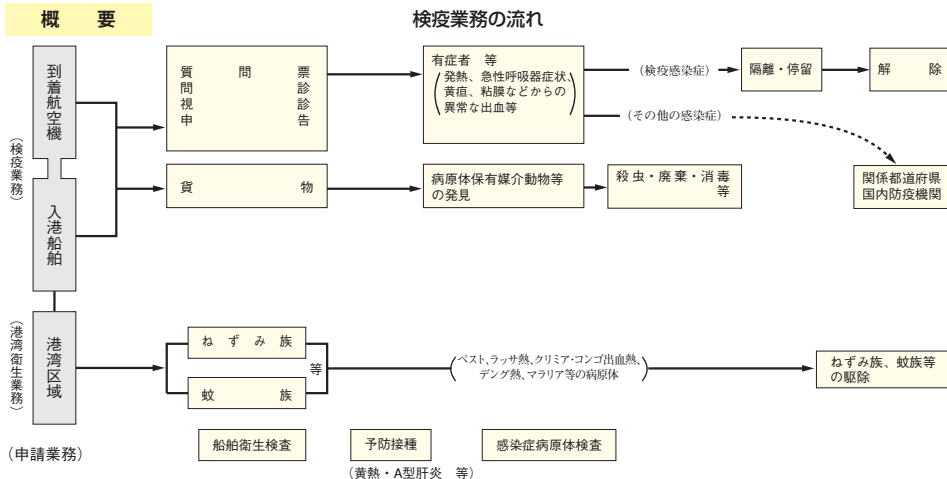 概　要
検疫業務の流れ
(検疫業務)
到着航空機
入港船舶
質問票
問診
視診
申告
有症者　等
(発熱、急性呼吸器症状、
黄疸、粘膜などからの
異常な出血等)
(検疫感染症)
隔離・停留
解除
(その他の感染症)
関係都道府県
国内防疫機関
貨物
病原体保有媒介動物等
の発見
殺虫・廃棄・消毒
等
(港湾衛生業務)
港湾区域
ねずみ族
蚊族
等
(ペスト、ラッサ熱、クリミア・コンゴ出血熱、
デング熱、マラリア等の病原体)
ねずみ族、蚊族等
の駆除
(申請業務)
船舶衛生検査
予防接種
(黄熱・A型肝炎　等)
感染症病原体検査